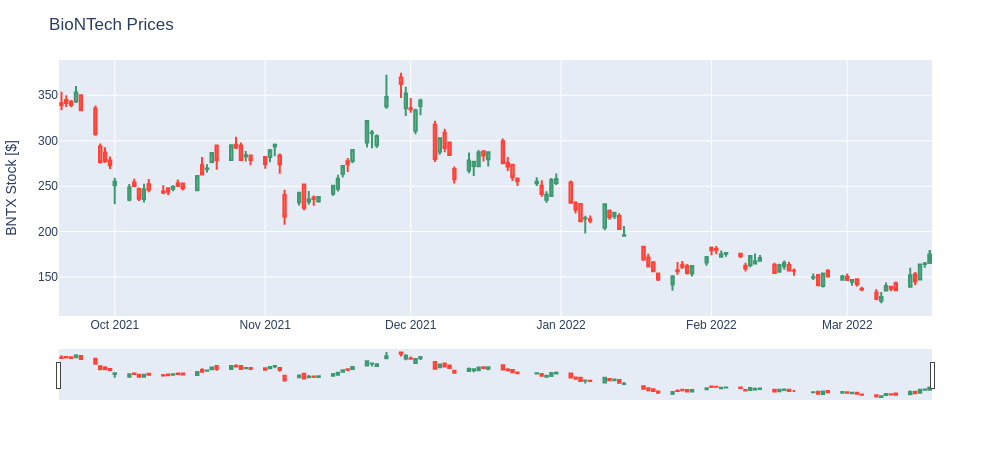 BioNTech Prices
BNTX Stock [$]
350
300
250
200
150
Oct 2021
Nov 2021
Dec 2021
Jan 2022
Feb 2022
Mar 2022